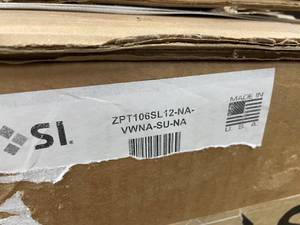 SI.
ZPT106SL12-NA-
VWNA-SU-NA
MADE IN
U.S.A.